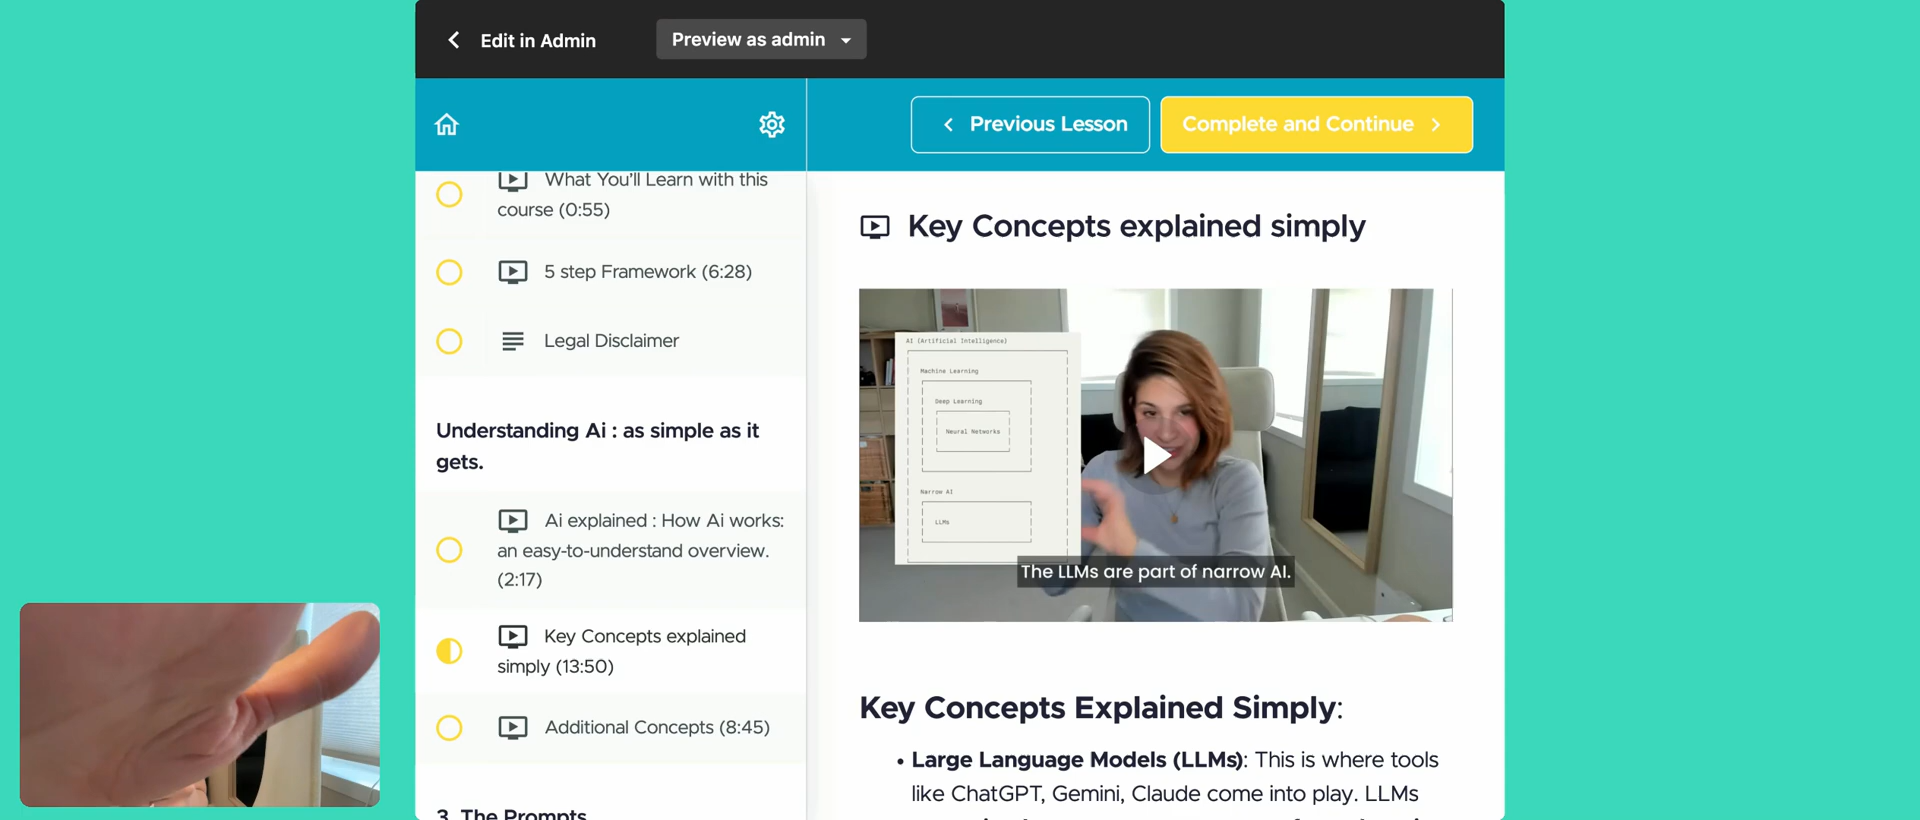 Edit in Admin
Preview as admin
Previous Lesson
Complete and Continue
What You'll Learn with this
course (0:55)
5 step Framework (6:28)
Legal Disclaimer
Understanding Ai : as simple as it
gets.
Ai explained : How Ai works:
an easy-to-understand overview.
(2:17)
Key Concepts explained
simply (13:50)
Additional Concepts (8:45)
3. The Prompts
Key Concepts explained simply
AI (Artificial Intelligence)
Machine Learning
Deep Learning
Neural Networks
Narrow AI
LLMs
The LLMs are part of narrow AI.
Key Concepts Explained Simply:
• Large Language Models (LLMs): This is where tools
like ChatGPT, Gemini, Claude come into play. LLMs